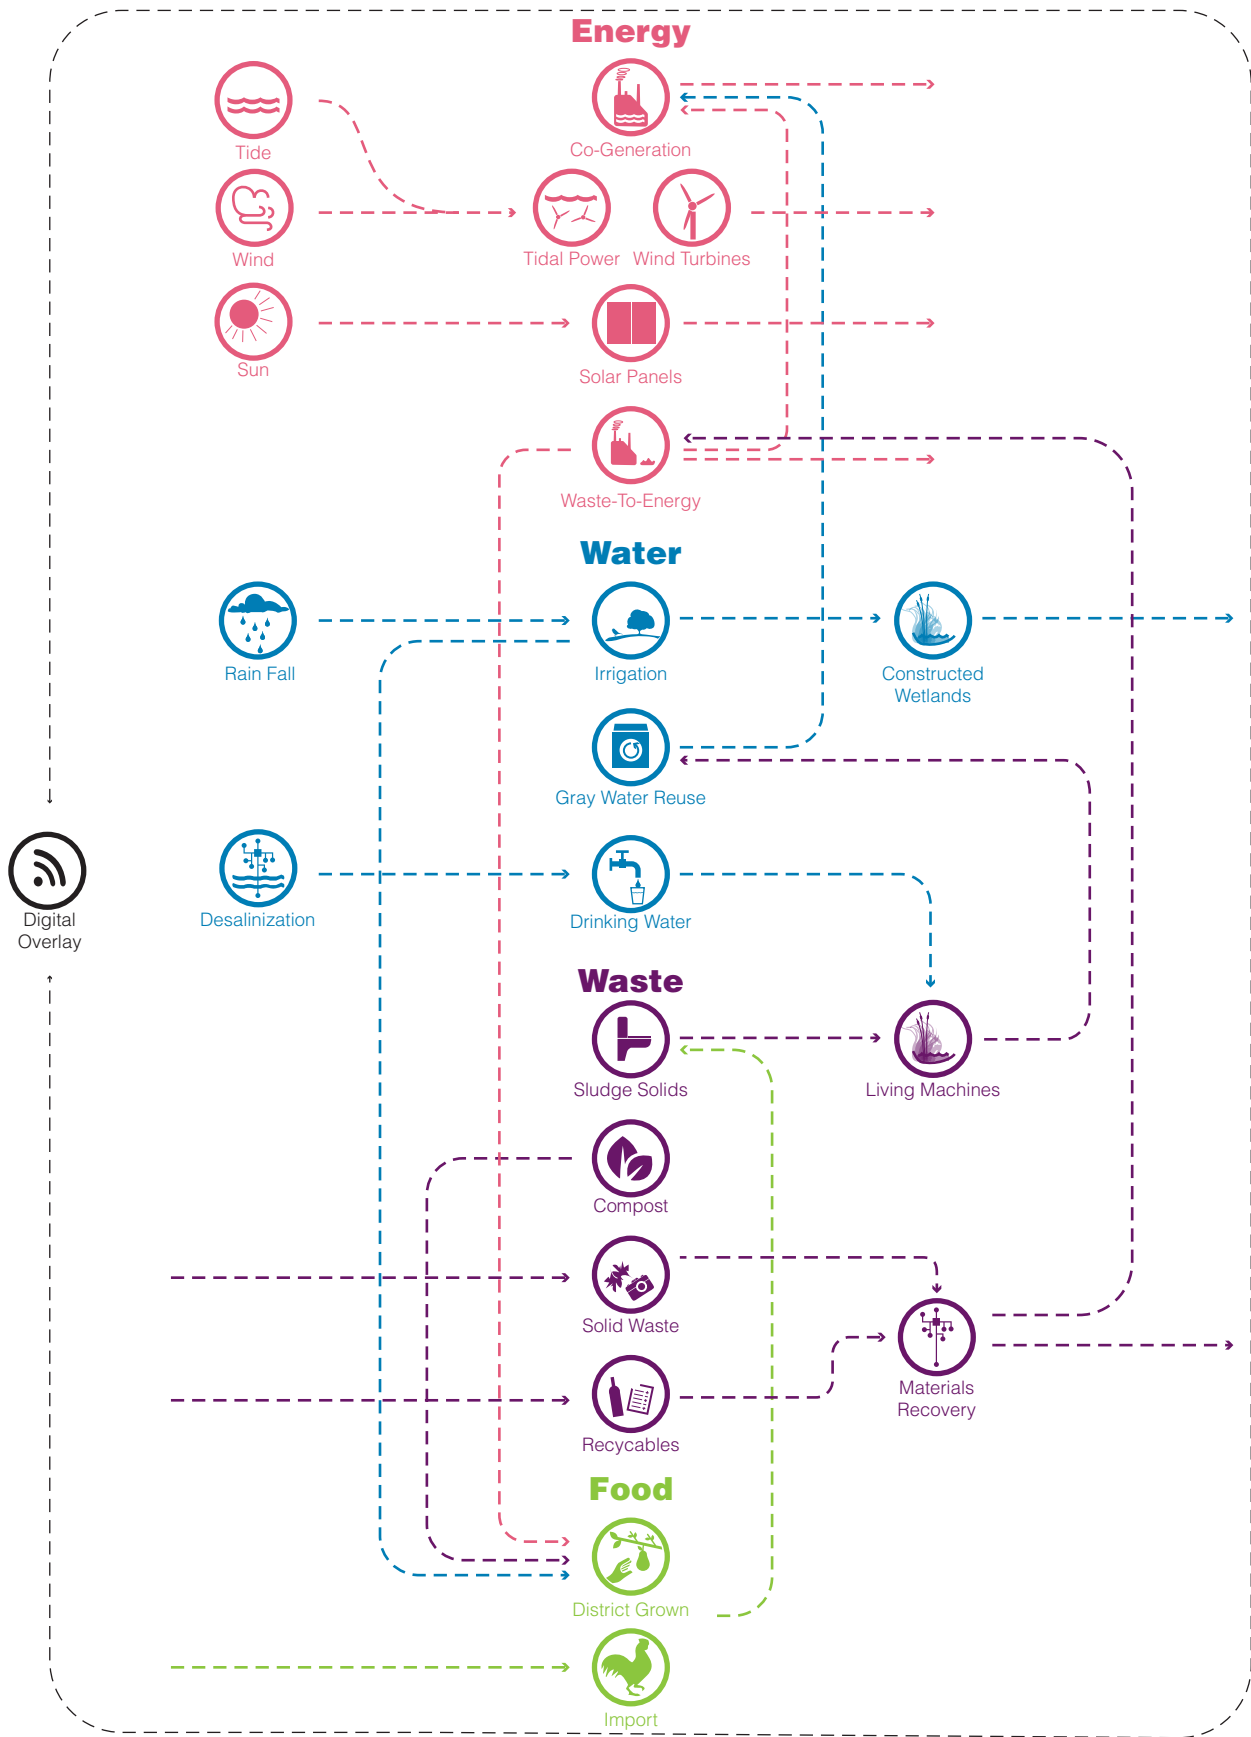 Energy
Tide
Co-Generation
Wind
Tidal Power
Wind Turbines
Sun
Solar Panels
Waste-To-Energy
Water
Rain Fall
Irrigation
Constructed
Wetlands
Gray Water Reuse
Digital
Overlay
Desalinization
Drinking Water
Waste
Sludge Solids
Living Machines
Compost
Solid Waste
Materials
Recovery
Recycables
Food
District Grown
Import